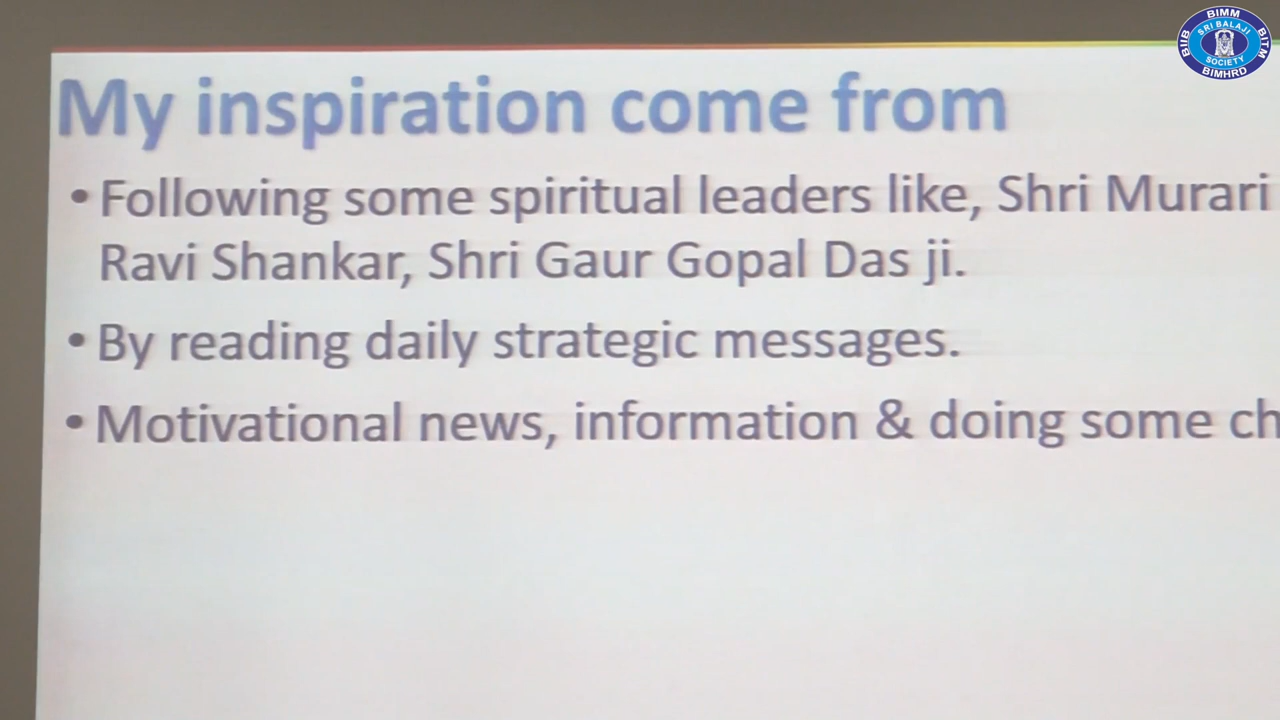 My inspiration come from
• Following some spiritual leaders like, Shri Murari
Ravi Shankar, Shri Gaur Gopal Das ji.
• By reading daily strategic messages.
• Motivational news, information & doing some ch
BIMM
BIIB
SRI BALAJI
SOCIETY
BITM
BIMHRD